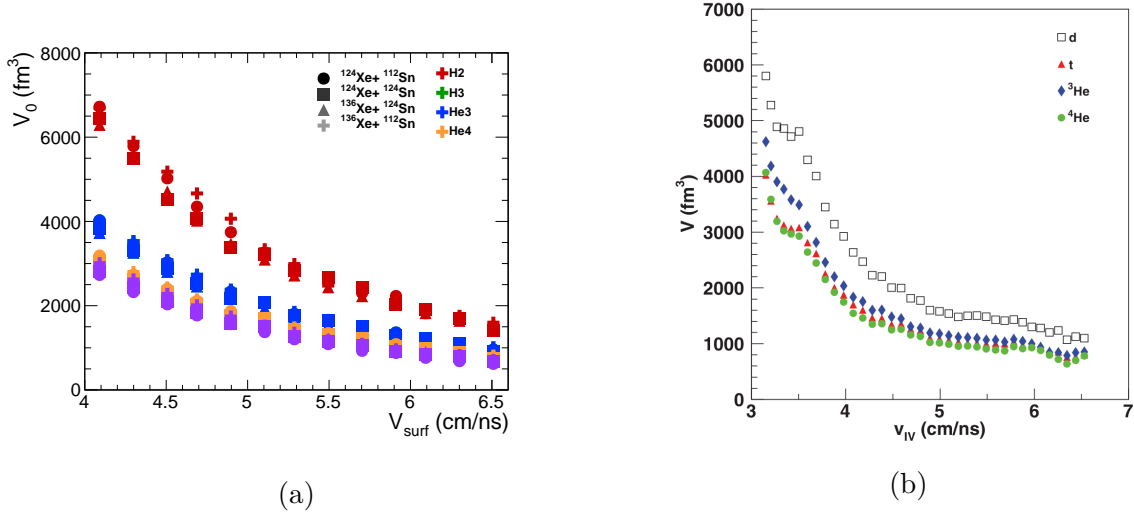 8000
6000
4000
2000
0
V₀ (fm³)
¹²⁴Xe+ ¹¹²Sn
¹²⁴Xe+ ¹²⁴Sn
¹³⁶Xe+ ¹²⁴Sn
¹³⁶Xe+ ¹¹²Sn
H2
H3
He3
He4
4 4.5 5 5.5 6 6.5
V_surf (cm/ns)
(a)
7000
6000
5000
4000
3000
2000
1000
0
V (fm³)
d
t
³He
⁴He
3 4 5 6 7
v_IV (cm/ns)
(b)